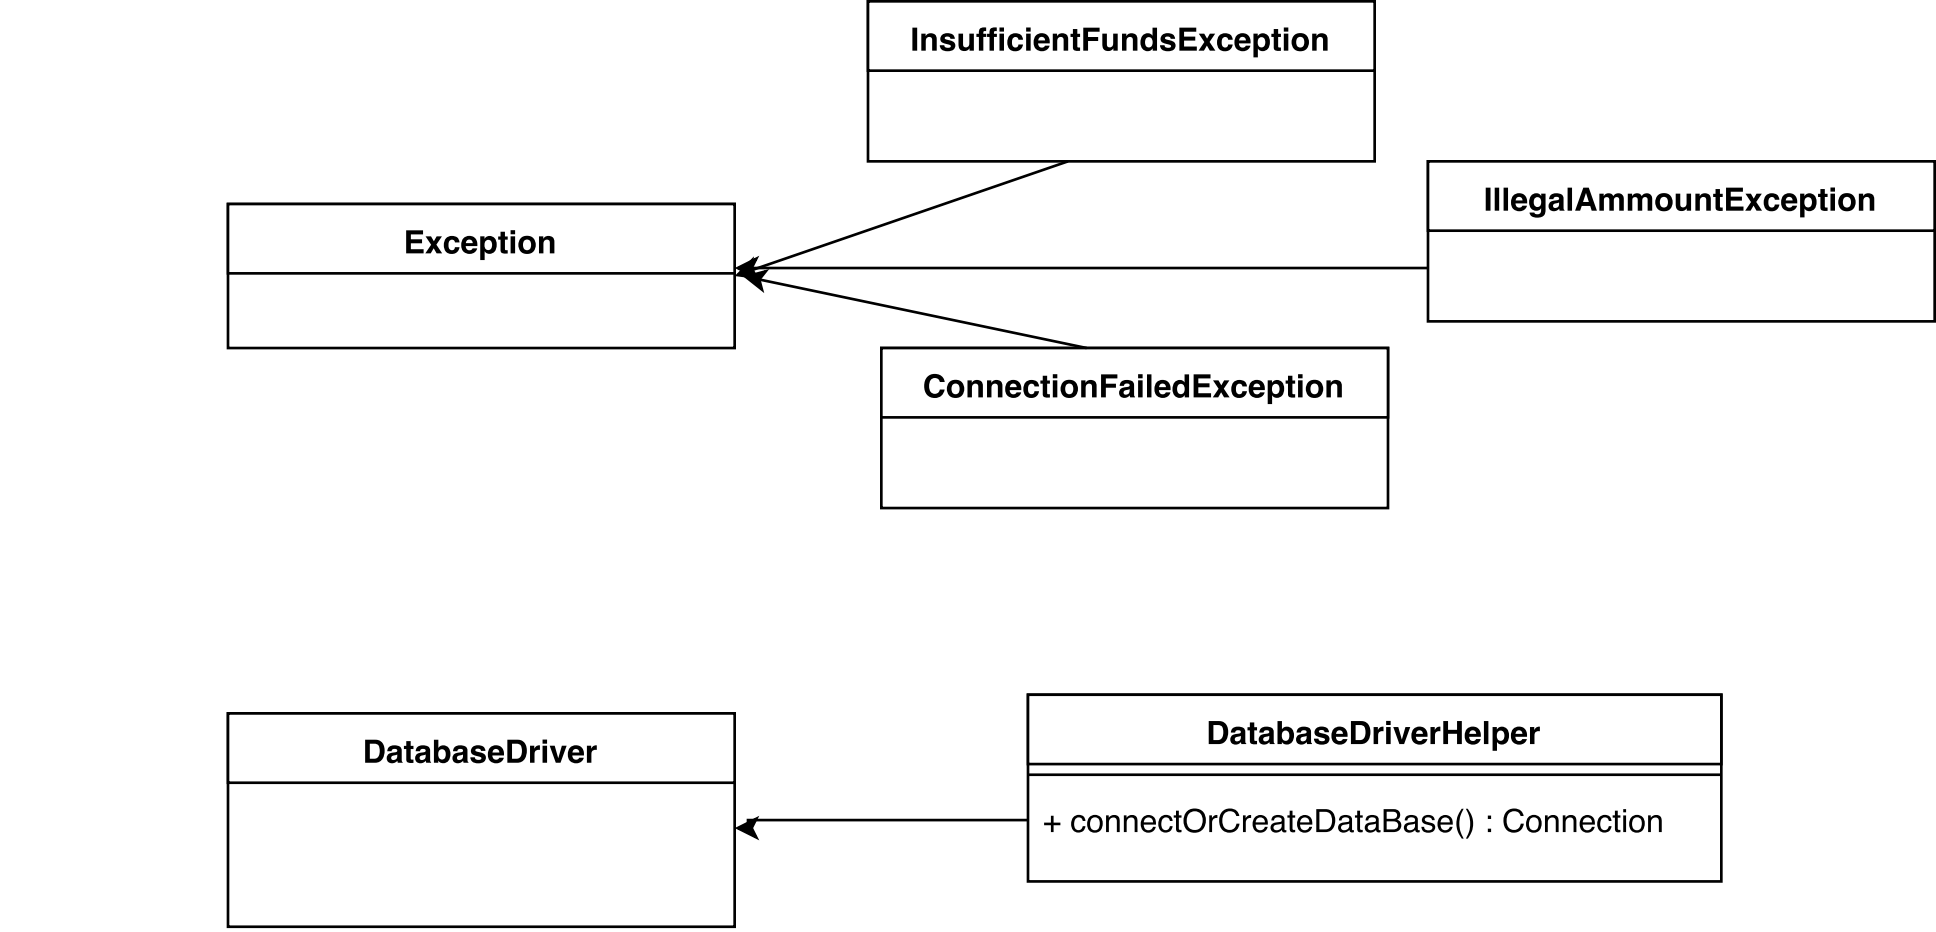 InsufficientFundsException
IllegalAmmountException
Exception
ConnectionFailedException
DatabaseDriverHelper
DatabaseDriver
+ connectOrCreateDataBase() : Connection